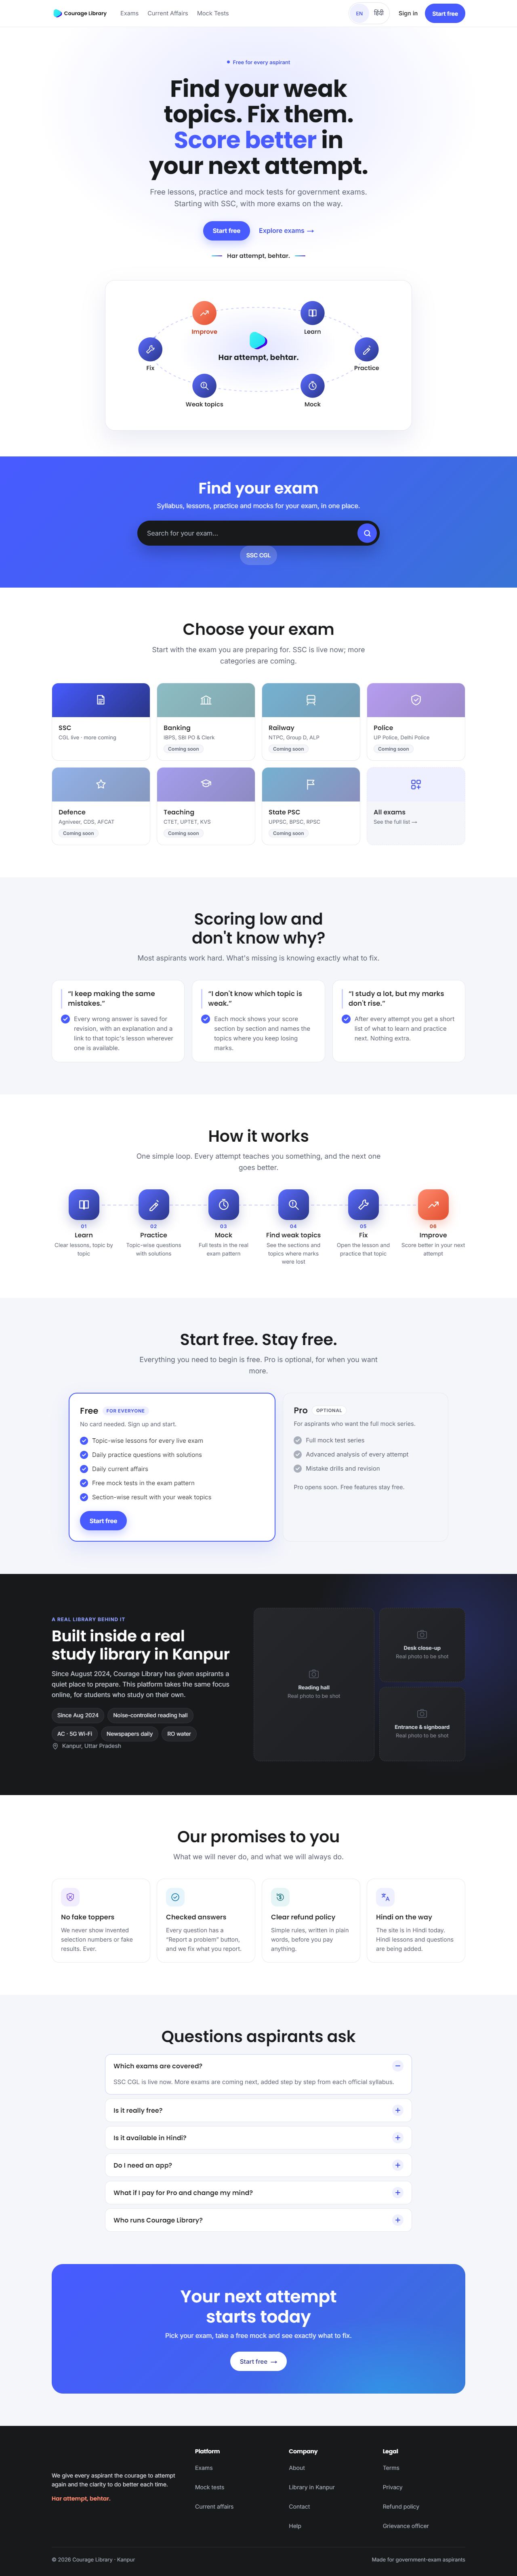 Courage Library
Exams
Current Affairs
Mock Tests
EN
हिंदी
Sign in
Start free
Free for every aspirant
Find your weak
topics. Fix them.
Score better in
your next attempt.
Free lessons, practice and mock tests for government exams.
Starting with SSC, with more exams on the way.
Start free
Explore exams →
Har attempt, behtar.
Improve
Learn
Fix
Har attempt, behtar.
Practice
Weak topics
Mock
Find your exam
Syllabus, lessons, practice and mocks for your exam, in one place.
Search for your exam...
SSC CGL
Choose your exam
Start with the exam you are preparing for. SSC is live now; more
categories are coming.
SSC
CGL live · more coming
Banking
IBPS, SBI PO & Clerk
Coming soon
Railway
NTPC, Group D, ALP
Coming soon
Police
UP Police, Delhi Police
Coming soon
Defence
Agniveer, CDS, AFCAT
Coming soon
Teaching
CTET, UPTET, KVS
Coming soon
State PSC
UPPSC, BPSC, RPSC
Coming soon
All exams
See the full list →
Scoring low and
don't know why?
Most aspirants work hard. What's missing is knowing exactly what to fix.
“I keep making the same
mistakes.”
Every wrong answer is saved for
revision, with an explanation and a
link to that topic's lesson wherever
one is available.
“I don't know which topic is
weak.”
Each mock shows your score
section by section and names the
topics where you keep losing
marks.
“I study a lot, but my marks
don't rise.”
After every attempt you get a short
list of what to learn and practice
next. Nothing extra.
How it works
One simple loop. Every attempt teaches you something, and the next one
goes better.
01
Learn
Clear lessons, topic by
topic
02
Practice
Topic-wise questions
with solutions
03
Mock
Full tests in the real
exam pattern
04
Find weak topics
See the sections and
topics where marks
were lost
05
Fix
Open the lesson and
practice that topic
06
Improve
Score better in your next
attempt
Start free. Stay free.
Everything you need to begin is free. Pro is optional, for when you want
more.
Free
FOR EVERYONE
No card needed. Sign up and start.
Topic-wise lessons for every live exam
Daily practice questions with solutions
Daily current affairs
Free mock tests in the exam pattern
Section-wise result with your weak topics
Start free
Pro
OPTIONAL
For aspirants who want the full mock series.
Full mock test series
Advanced analysis of every attempt
Mistake drills and revision
Pro opens soon. Free features stay free.
A REAL LIBRARY BEHIND IT
Built inside a real
study library in Kanpur
Since August 2024, Courage Library has given aspirants a
quiet place to prepare. This platform takes the same focus
online, for students who study on their own.
Since Aug 2024
Noise-controlled reading hall
AC · 5G Wi-Fi
Newspapers daily
RO water
Kanpur, Uttar Pradesh
Reading hall
Real photo to be shot
Desk close-up
Real photo to be shot
Entrance & signboard
Real photo to be shot
Our promises to you
What we will never do, and what we will always do.
No fake toppers
We never show invented
selection numbers or fake
results. Ever.
Checked answers
Every question has a
“Report a problem” button,
and we fix what you report.
Clear refund policy
Simple rules, written in plain
words, before you pay
anything.
Hindi on the way
The site is in Hindi today.
Hindi lessons and questions
are being added.
Questions aspirants ask
Which exams are covered?
SSC CGL is live now. More exams are coming next, added step by step from each official syllabus.
Is it really free?
Is it available in Hindi?
Do I need an app?
What if I pay for Pro and change my mind?
Who runs Courage Library?
Your next attempt
starts today
Pick your exam, take a free mock and see exactly what to fix.
Start free →
We give every aspirant the courage to attempt
again and the clarity to do better each time.
Har attempt, behtar.
Platform
Exams
Mock tests
Current affairs
Company
About
Library in Kanpur
Contact
Help
Legal
Terms
Privacy
Refund policy
Grievance officer
© 2026 Courage Library · Kanpur
Made for government-exam aspirants